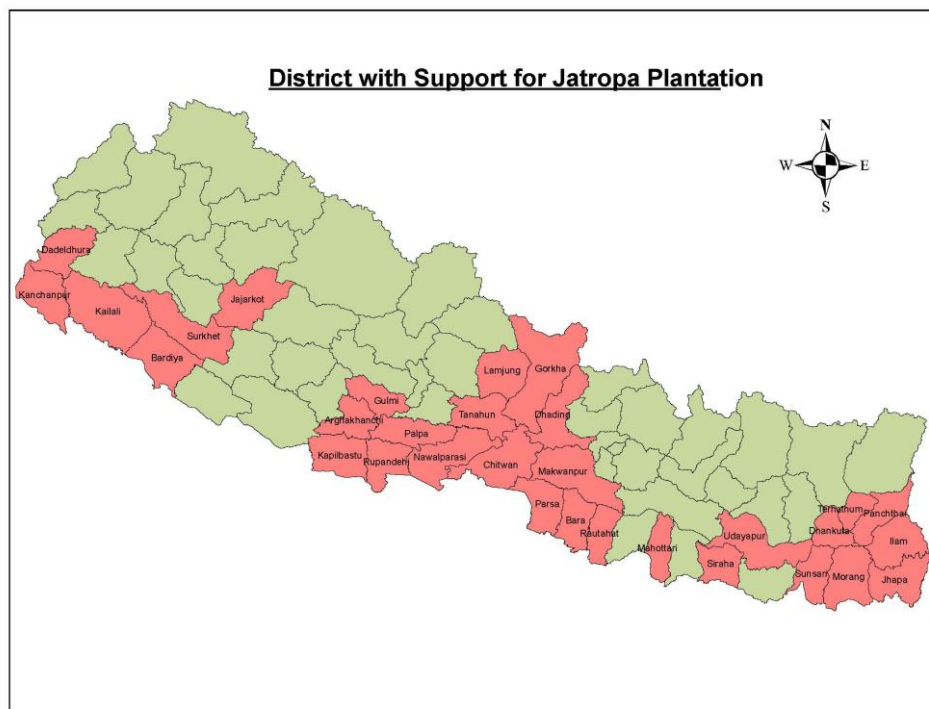 District with Support for Jatropa Plantation
N
W E
S
Dadeldhura
Kanchanpur
Kailali
Jajarkot
Surkhet
Bardiya
Lamjung
Gorkha
Gulmi
Tanahun
Dhading
Arghakhanchi
Palpa
Kapilbastu
Rupandehi
Nawalparasi
Chitwan
Makwanpur
Parsa
Bara
Rautahat
Mahottari
Siraha
Udayapur
Terhathum
Panchthar
Dhankuta
Ilam
Sunsari
Morang
Jhapa